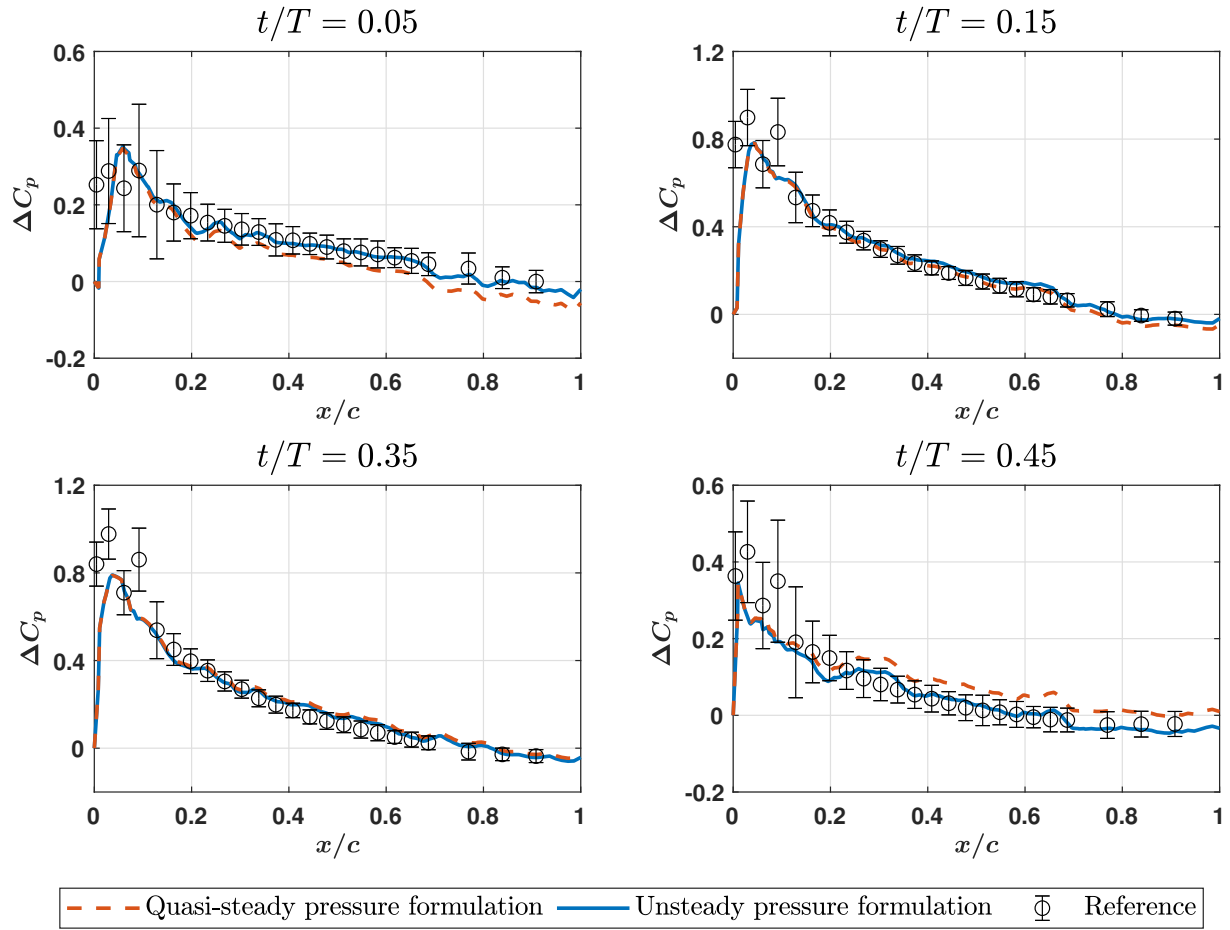 t/T = 0.05
0.6
0.4
0.2
0
-0.2
ΔCp
0 0.2 0.4 0.6 0.8 1
x/c
t/T = 0.15
1.2
0.8
0.4
0
ΔCp
0 0.2 0.4 0.6 0.8 1
x/c
t/T = 0.35
1.2
0.8
0.4
0
ΔCp
0 0.2 0.4 0.6 0.8 1
x/c
t/T = 0.45
0.6
0.4
0.2
0
-0.2
ΔCp
0 0.2 0.4 0.6 0.8 1
x/c
Quasi-steady pressure formulation Unsteady pressure formulation Reference